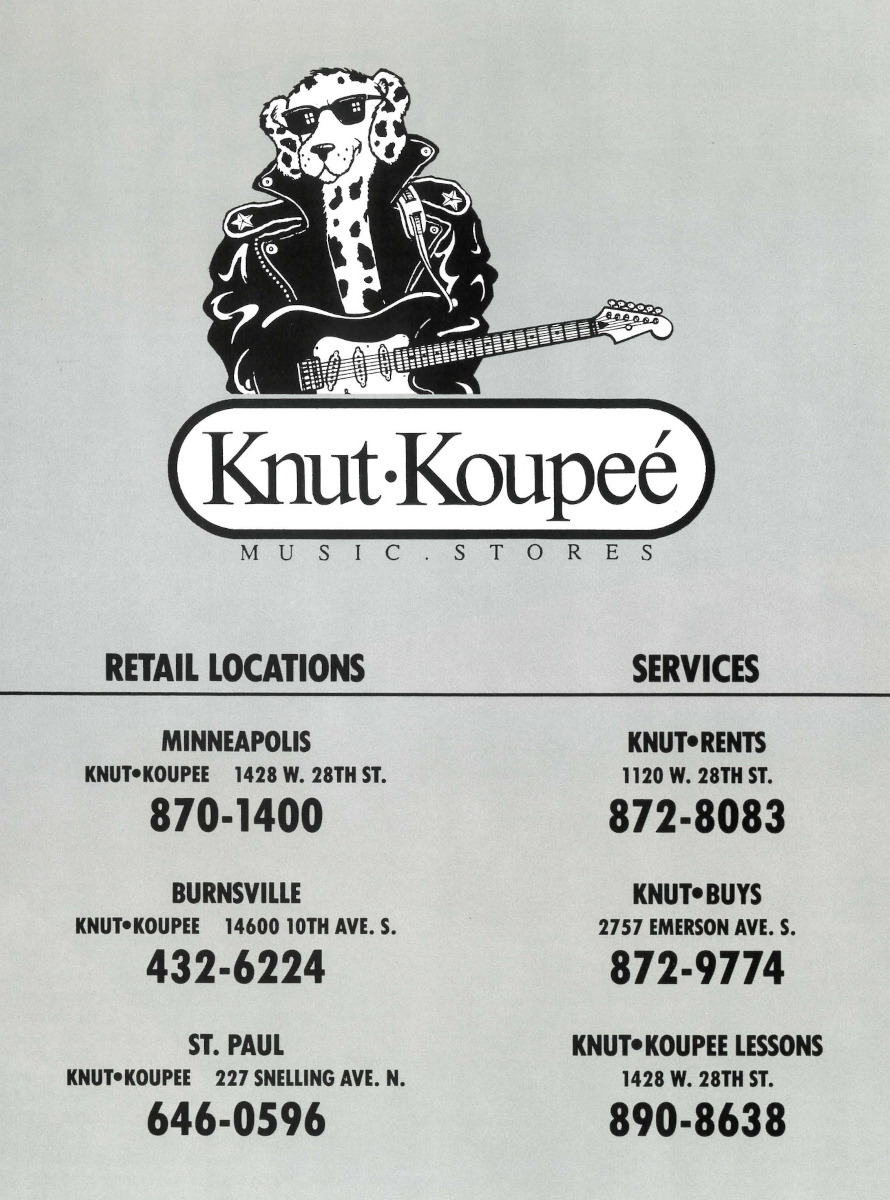 Knut·Koupeé
MUSIC.STORES
RETAIL LOCATIONS
MINNEAPOLIS
KNUT•KOUPEE 1428 W. 28TH ST.
870-1400
BURNSVILLE
KNUT•KOUPEE 14600 10TH AVE. S.
432-6224
ST. PAUL
KNUT•KOUPEE 227 SNELLING AVE. N.
646-0596
SERVICES
KNUT•RENTS
1120 W. 28TH ST.
872-8083
KNUT•BUYS
2757 EMERSON AVE. S.
872-9774
KNUT•KOUPEE LESSONS
1428 W. 28TH ST.
890-8638